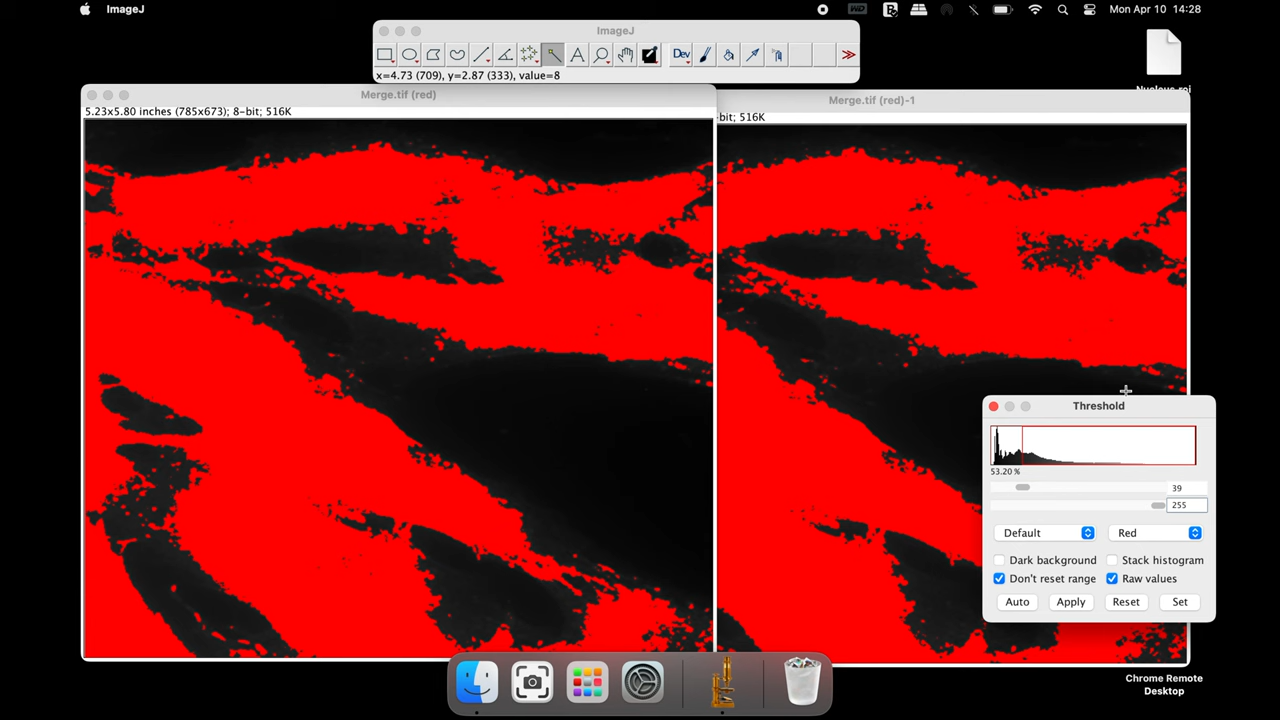 ImageJ
Mon Apr 10 14:28
ImageJ
Dev
x=4.73 (709), y=2.87 (333), value=8
Merge.tif (red)
5.23x5.80 inches (785x673); 8-bit; 516K
Merge.tif (red)-1
-bit; 516K
Threshold
53.20 %
39
255
Default
Red
Dark background
Stack histogram
Don't reset range
Raw values
Auto
Apply
Reset
Set
Chrome Remote
Desktop